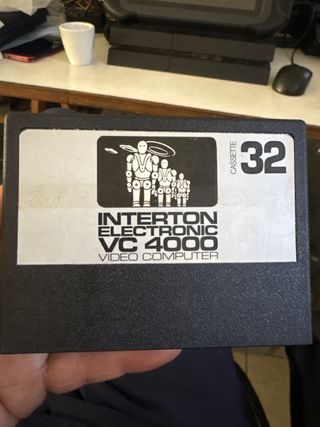 CASSETTE 32
INTERTON
ELECTRONIC
VC 4000
VIDEO COMPUTER